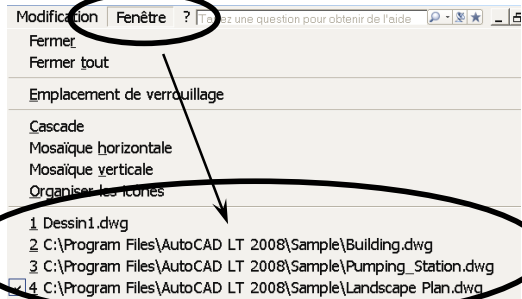 Modification Fenêtre ? Tapez une question pour obtenir de l'aide
Fermer
Fermer tout
Emplacement de verrouillage
Cascade
Mosaïque horizontale
Mosaïque verticale
Organiser les icônes
1 Dessin1.dwg
2 C:\Program Files\AutoCAD LT 2008\Sample\Building.dwg
3 C:\Program Files\AutoCAD LT 2008\Sample\Pumping_Station.dwg
4 C:\Program Files\AutoCAD LT 2008\Sample\Landscape Plan.dwg